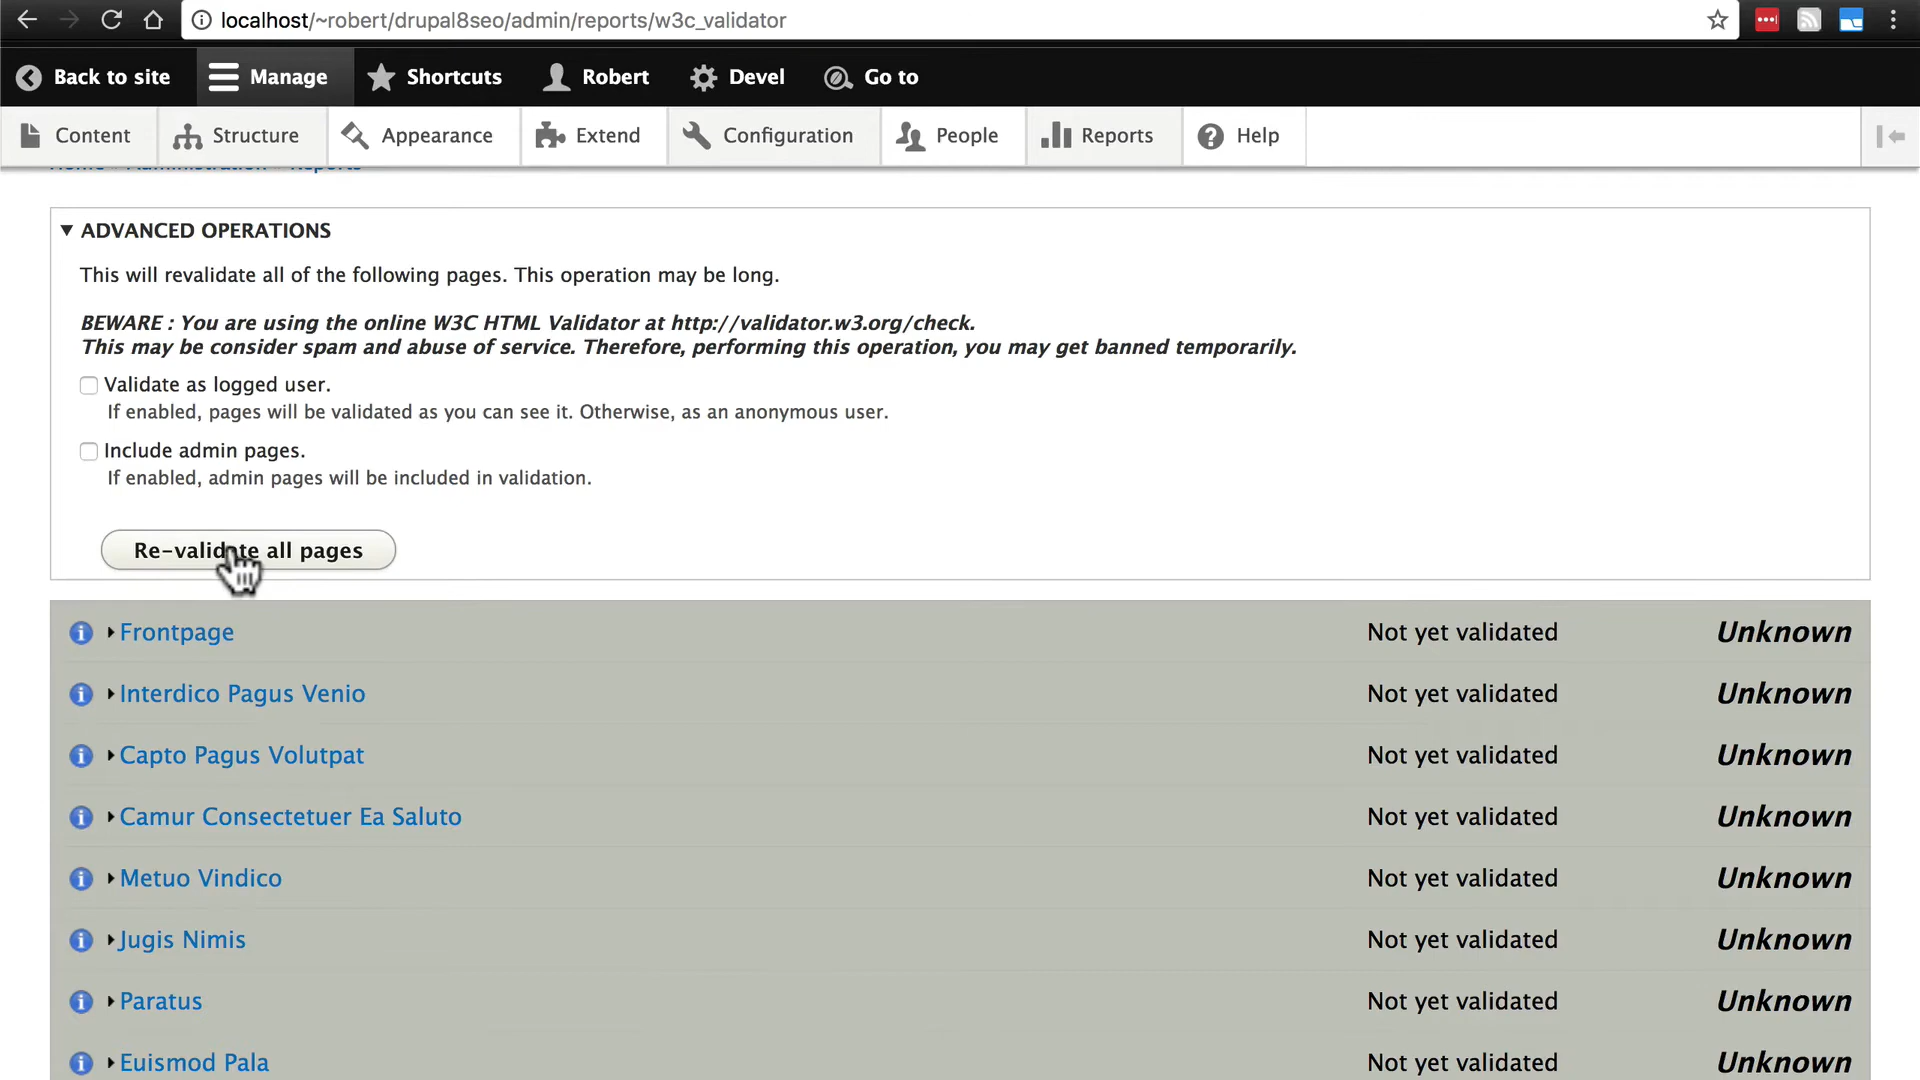 localhost/~robert/drupal8seo/admin/reports/w3c_validator
Back to site Manage Shortcuts Robert Devel Go to
Content Structure Appearance Extend Configuration People Reports Help
Home Administration Reports
ADVANCED OPERATIONS
This will revalidate all of the following pages. This operation may be long.
BEWARE : You are using the online W3C HTML Validator at http://validator.w3.org/check.
This may be consider spam and abuse of service. Therefore, performing this operation, you may get banned temporarily.
Validate as logged user.
If enabled, pages will be validated as you can see it. Otherwise, as an anonymous user.
Include admin pages.
If enabled, admin pages will be included in validation.
Re-validate all pages
Frontpage Not yet validated Unknown
Interdico Pagus Venio Not yet validated Unknown
Capto Pagus Volutpat Not yet validated Unknown
Camur Consectetuer Ea Saluto Not yet validated Unknown
Metuo Vindico Not yet validated Unknown
Jugis Nimis Not yet validated Unknown
Paratus Not yet validated Unknown
Euismod Pala Not yet validated Unknown